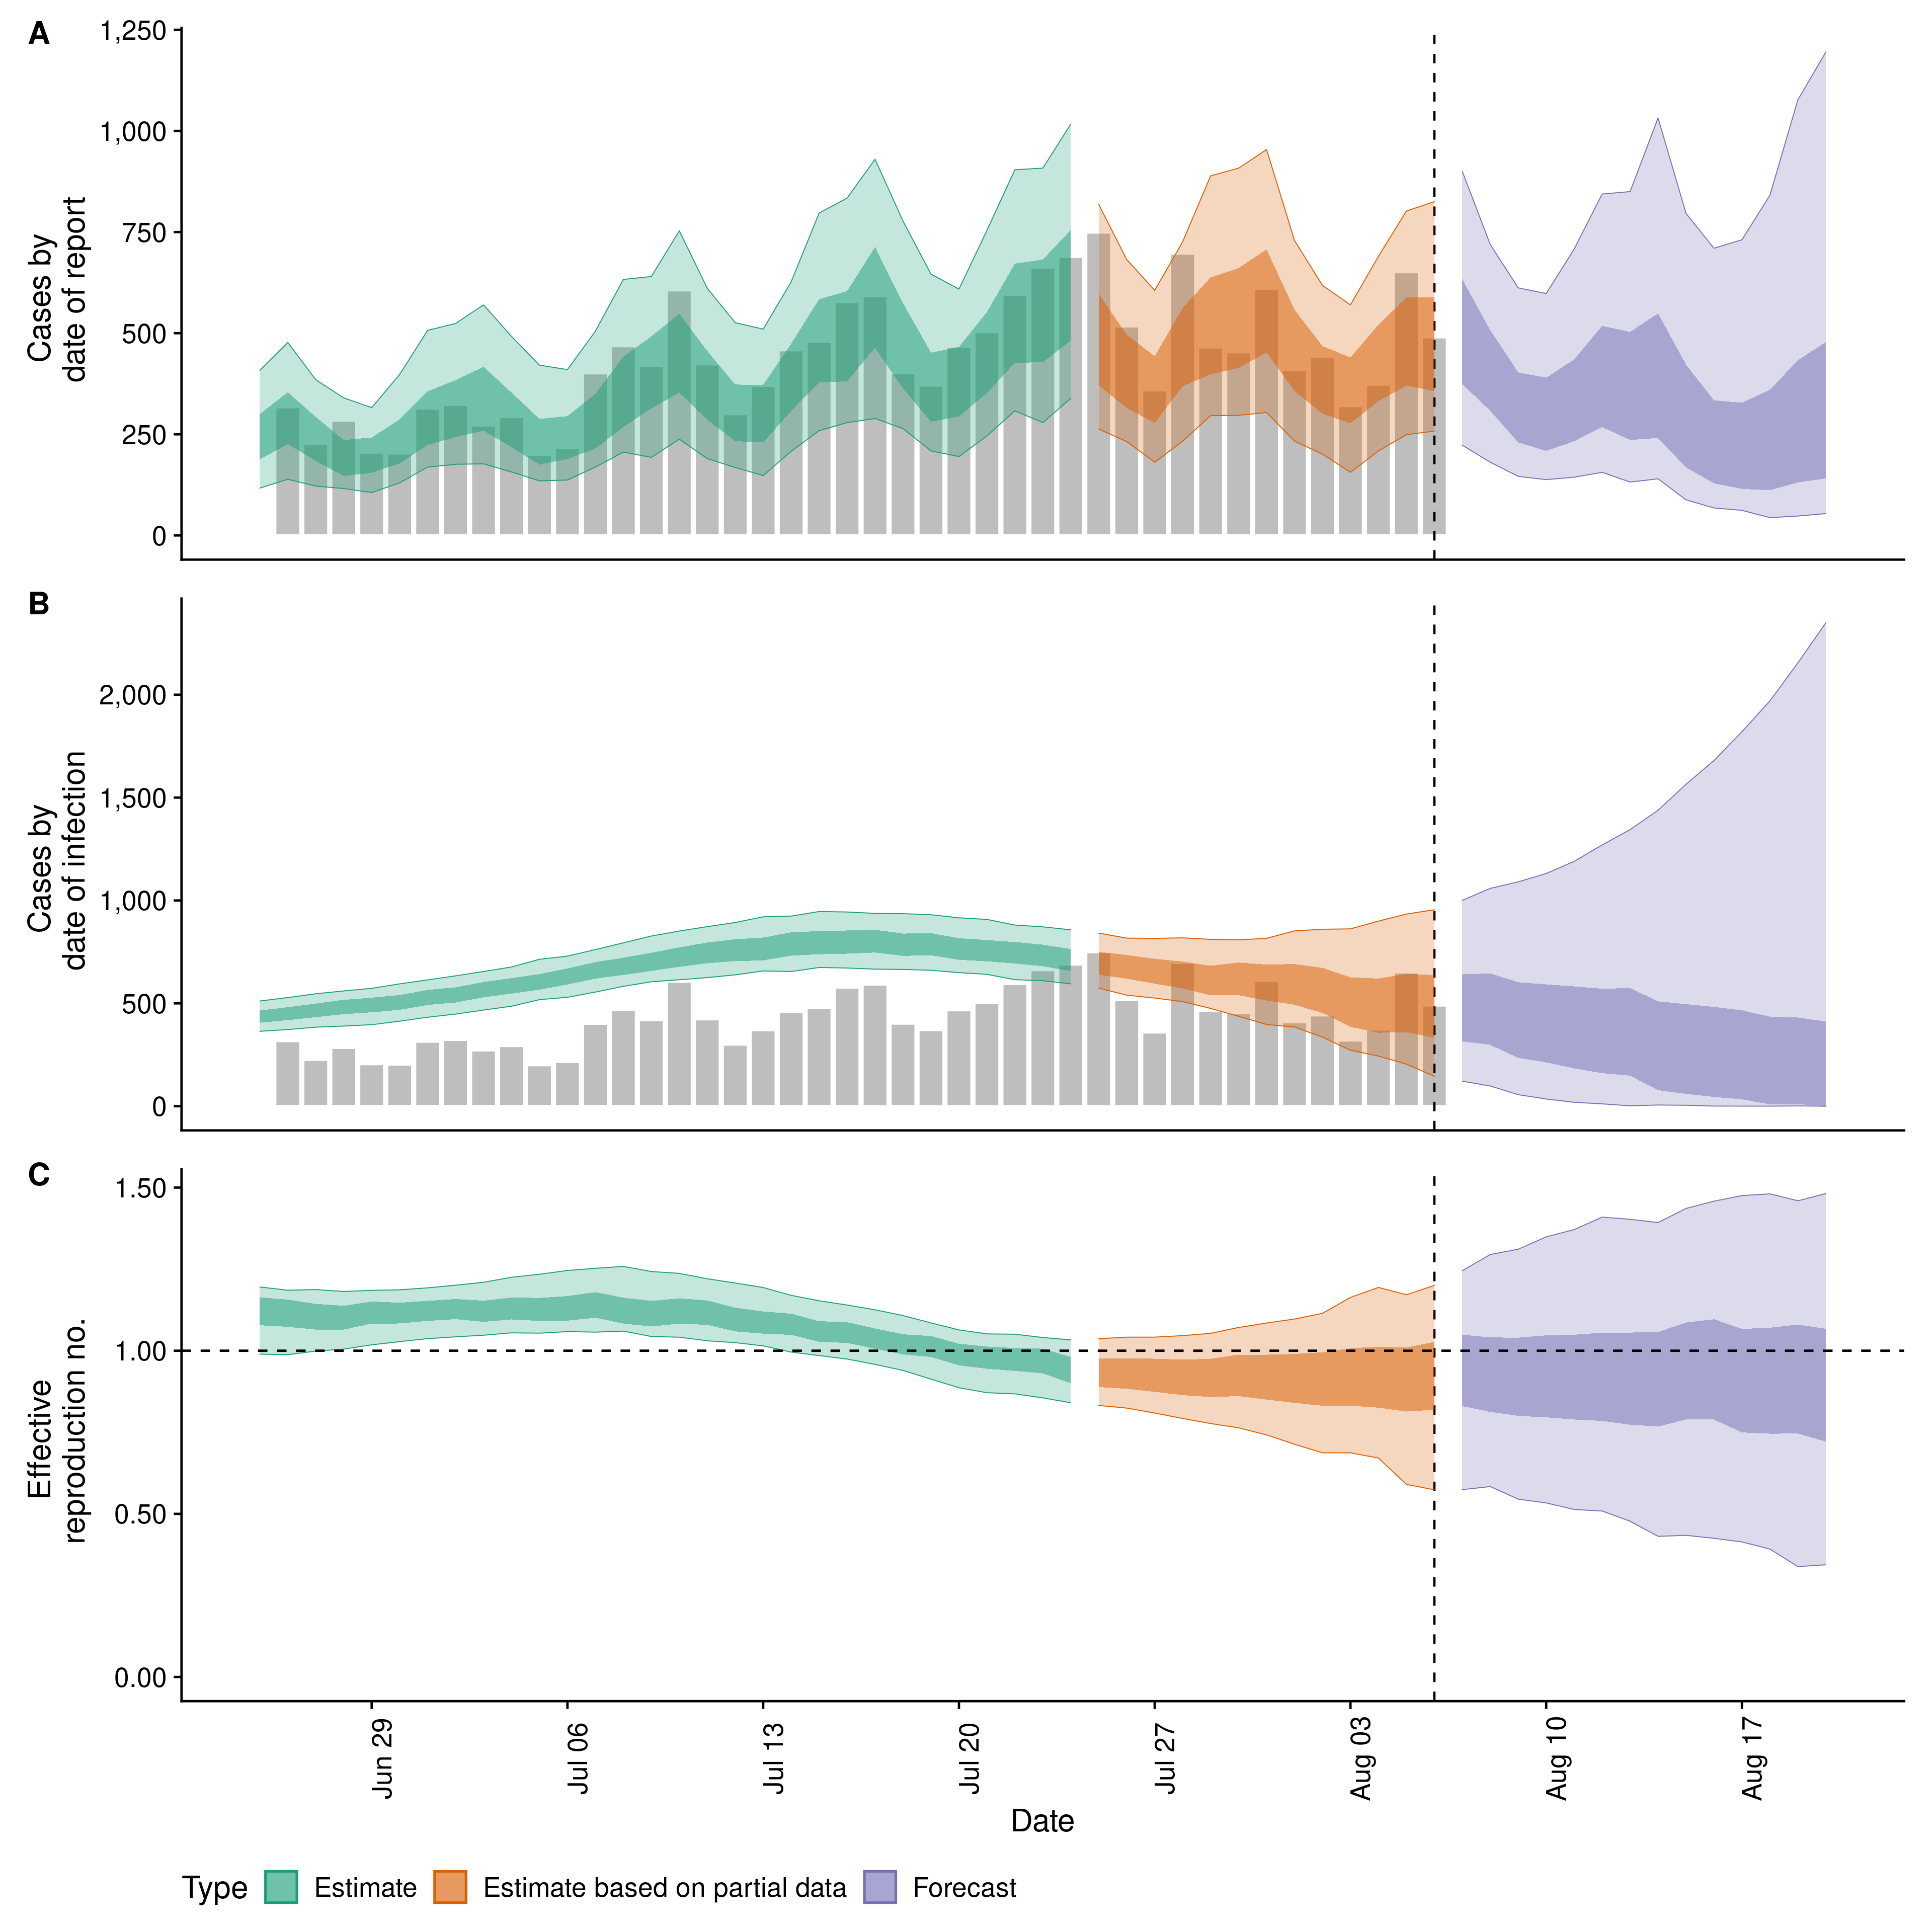 A
1,250
1,000
750
500
250
0
Cases by
date of report
B
2,000
1,500
1,000
500
0
Cases by
date of infection
C
1.50
1.00
0.50
0.00
Effective
reproduction no.
Jun 29
Jul 06
Jul 13
Jul 20
Jul 27
Aug 03
Aug 10
Aug 17
Date
Type Estimate Estimate based on partial data Forecast